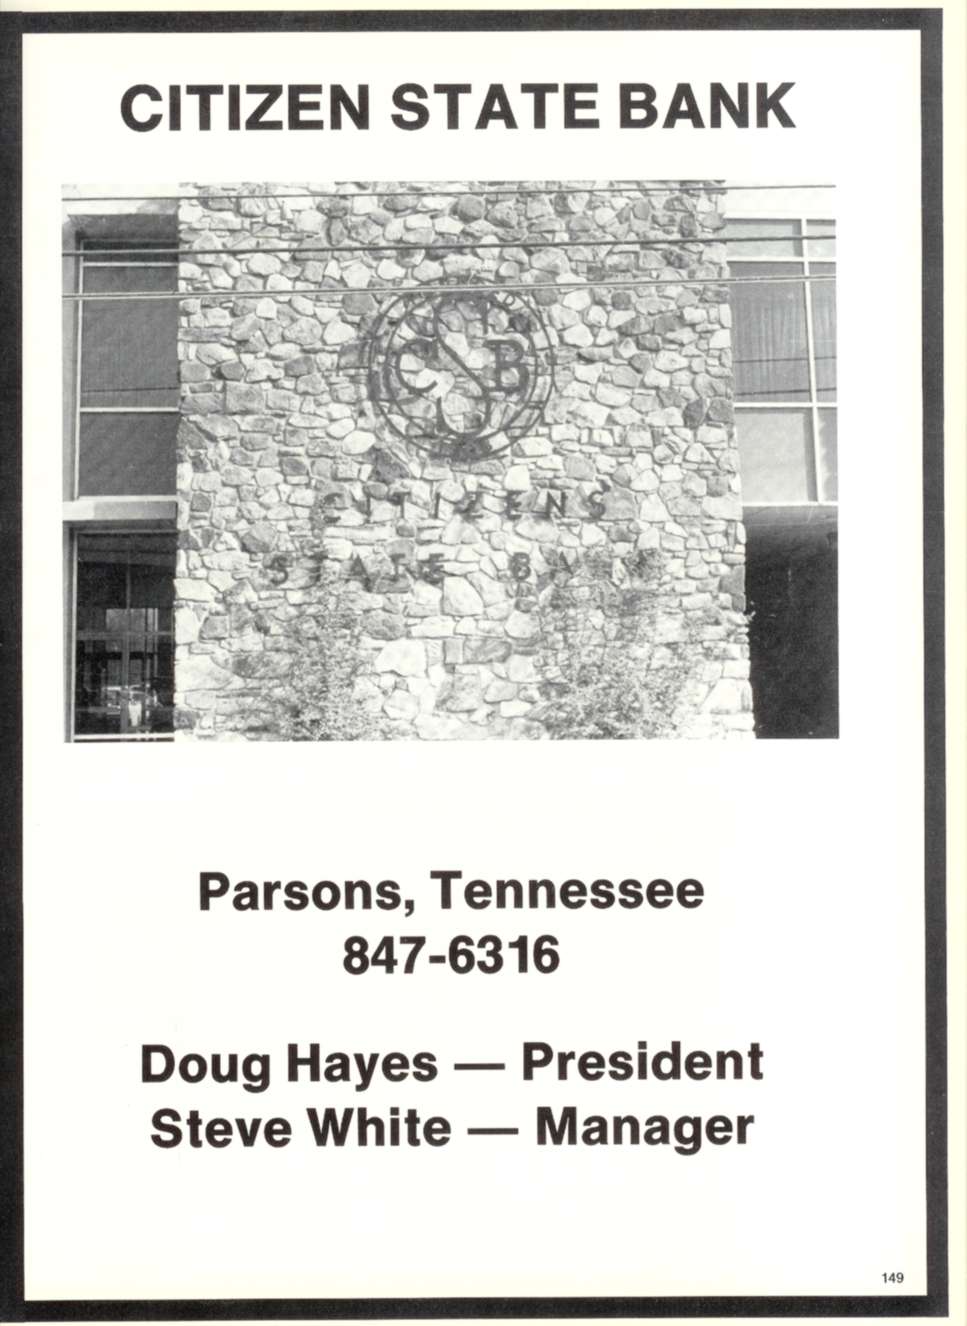 CITIZEN STATE BANK
CSB
CITIZENS
STATE BANK
Parsons, Tennessee
847-6316
Doug Hayes — President
Steve White — Manager
149